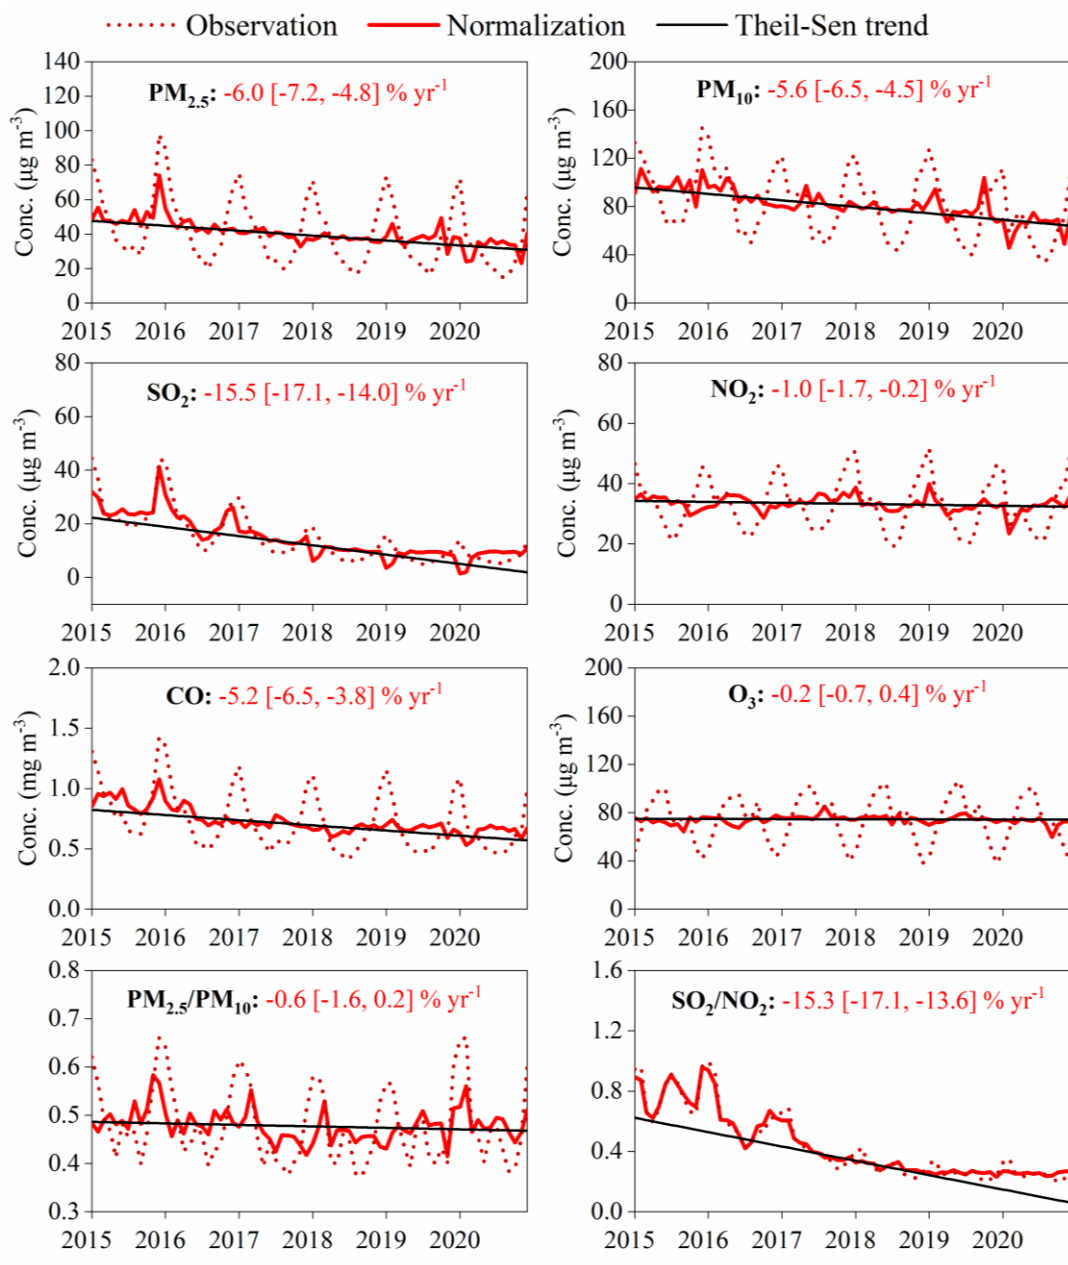 Observation Normalization Theil-Sen trend
PM2.5: -6.0 [-7.2, -4.8] % yr-1
Conc. (μg m-3)
140
120
100
80
60
40
20
0
2015 2016 2017 2018 2019 2020
PM10: -5.6 [-6.5, -4.5] % yr-1
Conc. (μg m-3)
200
160
120
80
40
0
2015 2016 2017 2018 2019 2020
SO2: -15.5 [-17.1, -14.0] % yr-1
Conc. (μg m-3)
80
60
40
20
0
2015 2016 2017 2018 2019 2020
NO2: -1.0 [-1.7, -0.2] % yr-1
Conc. (μg m-3)
80
60
40
20
0
2015 2016 2017 2018 2019 2020
CO: -5.2 [-6.5, -3.8] % yr-1
Conc. (mg m-3)
2.0
1.5
1.0
0.5
0.0
2015 2016 2017 2018 2019 2020
O3: -0.2 [-0.7, 0.4] % yr-1
Conc. (μg m-3)
200
160
120
80
40
0
2015 2016 2017 2018 2019 2020
PM2.5/PM10: -0.6 [-1.6, 0.2] % yr-1
0.8
0.7
0.6
0.5
0.4
0.3
2015 2016 2017 2018 2019 2020
SO2/NO2: -15.3 [-17.1, -13.6] % yr-1
1.6
1.2
0.8
0.4
0.0
2015 2016 2017 2018 2019 2020